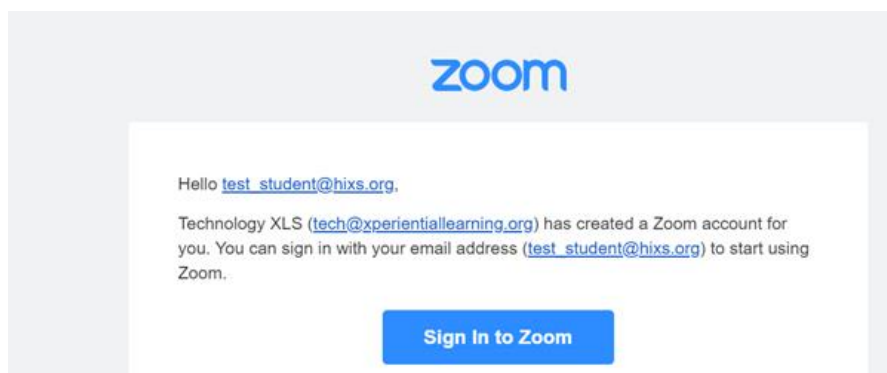 zoom
Hello test_student@hixs.org,
Technology XLS (tech@xperientiallearning.org) has created a Zoom account for
you. You can sign in with your email address (test_student@hixs.org) to start using
Zoom.
Sign In to Zoom